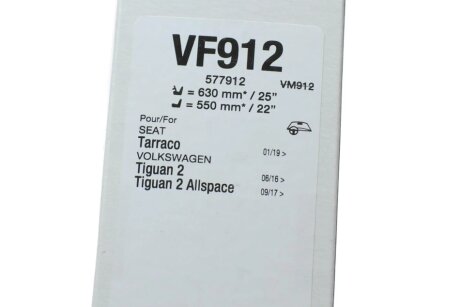 VF912
577912
VM912
= 630 mm* / 25"
= 550 mm* / 22"
Pour/For
SEAT
Tarraco 01/19 >
VOLKSWAGEN
Tiguan 2 06/16 >
Tiguan 2 Allspace 09/17 >